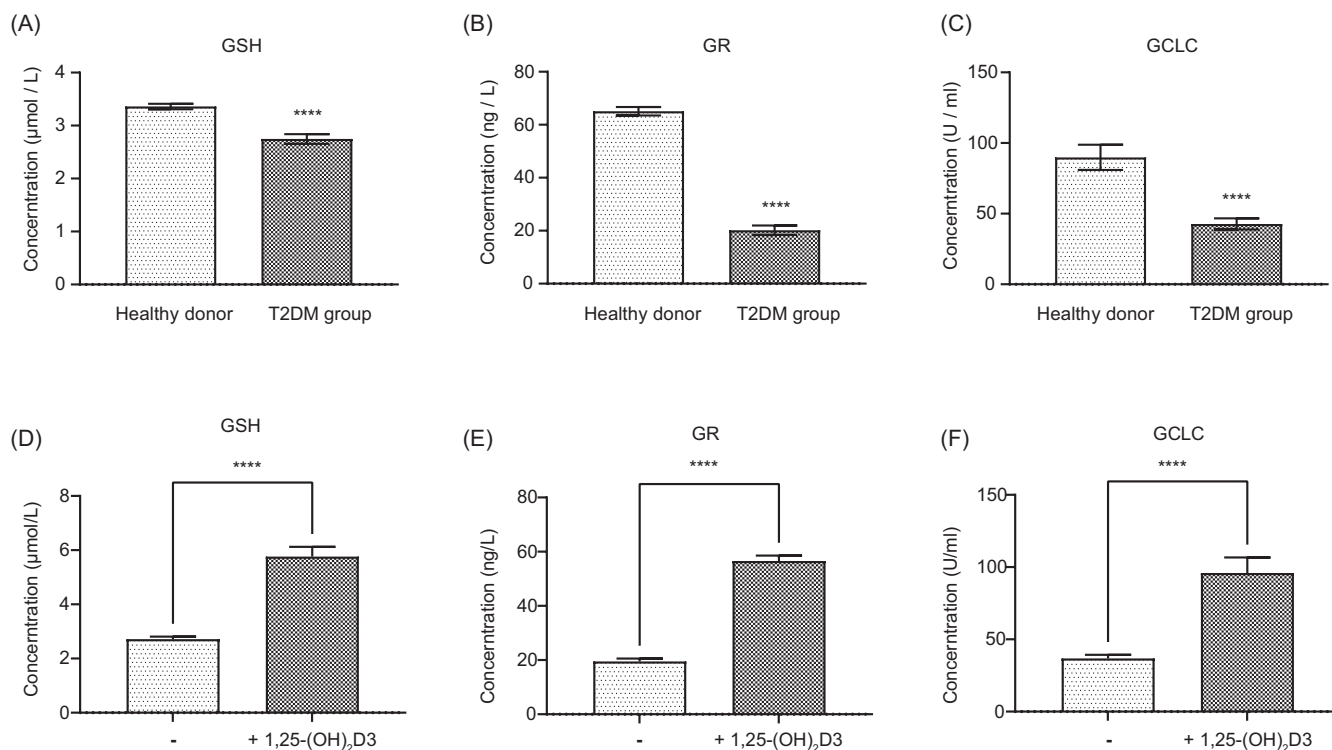 (A)
GSH
Concerntration (μmol / L)
4
3
2
1
0
****
Healthy donor
T2DM group
(B)
GR
Concerntration (ng / L)
80
60
40
20
0
****
Healthy donor
T2DM group
(C)
GCLC
Concerntration (U / ml)
150
100
50
0
****
Healthy donor
T2DM group
(D)
GSH
Concerntration (μmol/L)
8
6
4
2
0
****
-
+ 1,25-(OH)₂D3
(E)
GR
Concerntration (ng/L)
80
60
40
20
0
****
-
+ 1,25-(OH)₂D3
(F)
GCLC
Concerntration (U/ml)
150
100
50
0
****
-
+ 1,25-(OH)₂D3